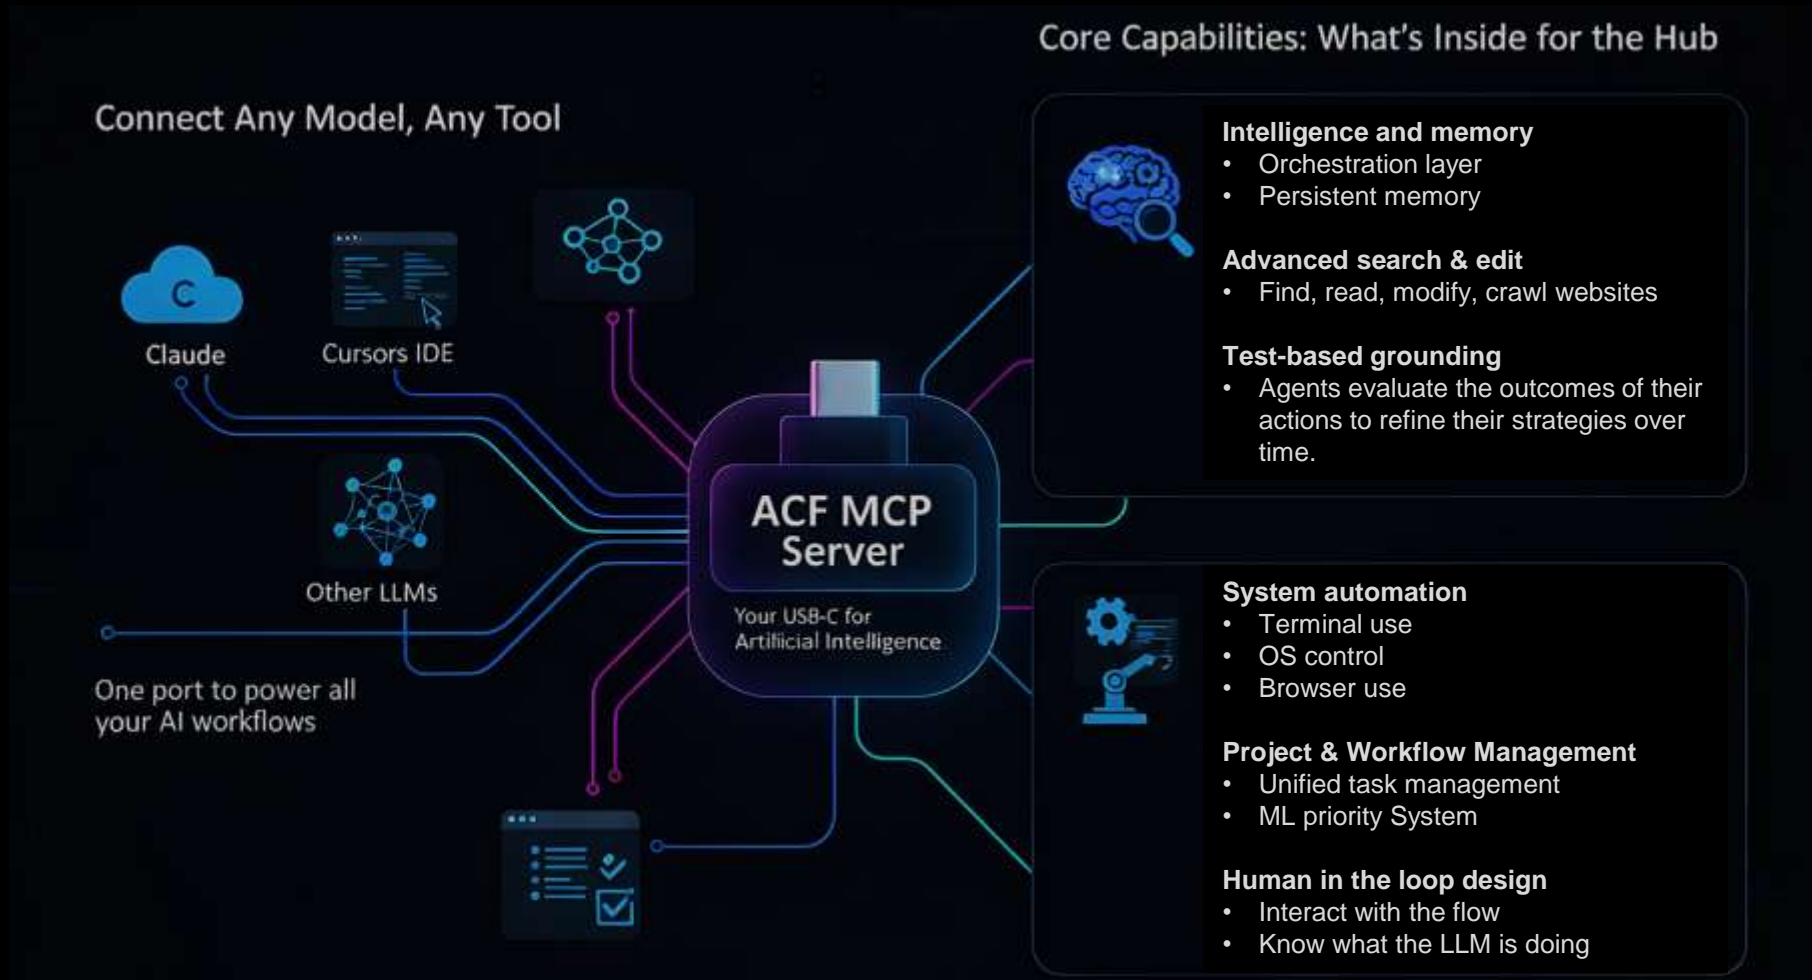 Core Capabilities: What's Inside for the Hub
Connect Any Model, Any Tool
C
Claude
Cursors IDE
Other LLMs
One port to power all
your AI workflows
ACF MCP
Server
Your USB-C for
Artificial Intelligence
Intelligence and memory
• Orchestration layer
• Persistent memory
Advanced search & edit
• Find, read, modify, crawl websites
Test-based grounding
• Agents evaluate the outcomes of their
actions to refine their strategies over
time.
System automation
• Terminal use
• OS control
• Browser use
Project & Workflow Management
• Unified task management
• ML priority System
Human in the loop design
• Interact with the flow
• Know what the LLM is doing